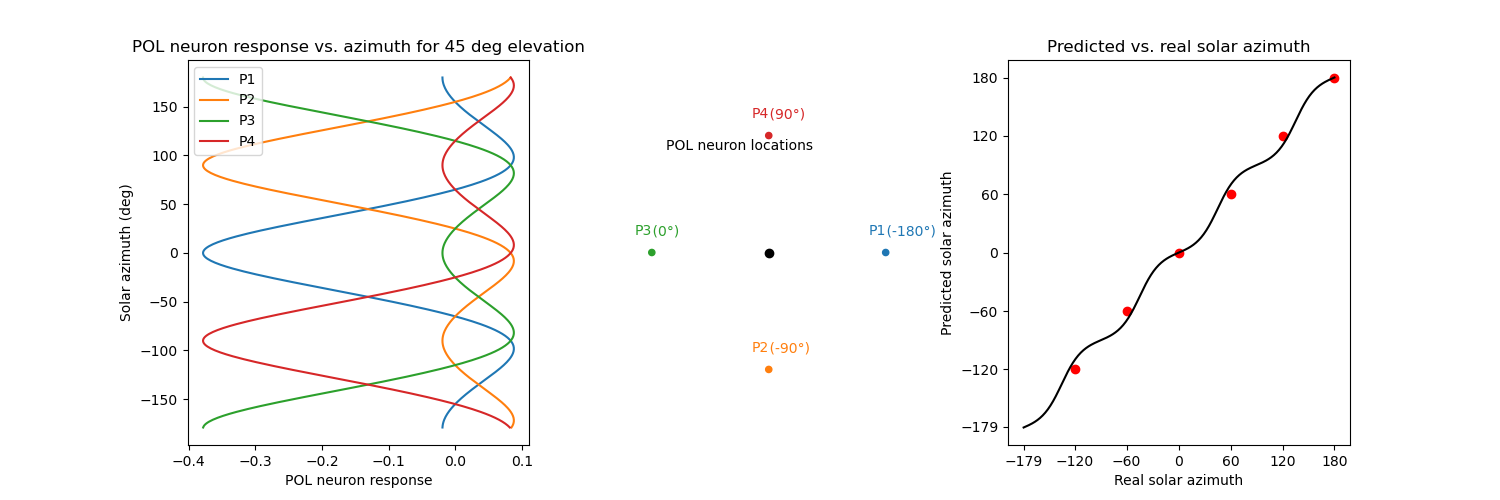 POL neuron response vs. azimuth for 45 deg elevation
P1
P2
P3
P4
150
100
50
0
−50
−100
−150
Solar azimuth (deg)
−0.4 −0.3 −0.2 −0.1 0.0 0.1
POL neuron response
P4(90°)
POL neuron locations
P3(0°)
P1(-180°)
P2(-90°)
Predicted vs. real solar azimuth
180
120
60
0
−60
−120
−179
Predicted solar azimuth
−179 −120 −60 0 60 120 180
Real solar azimuth